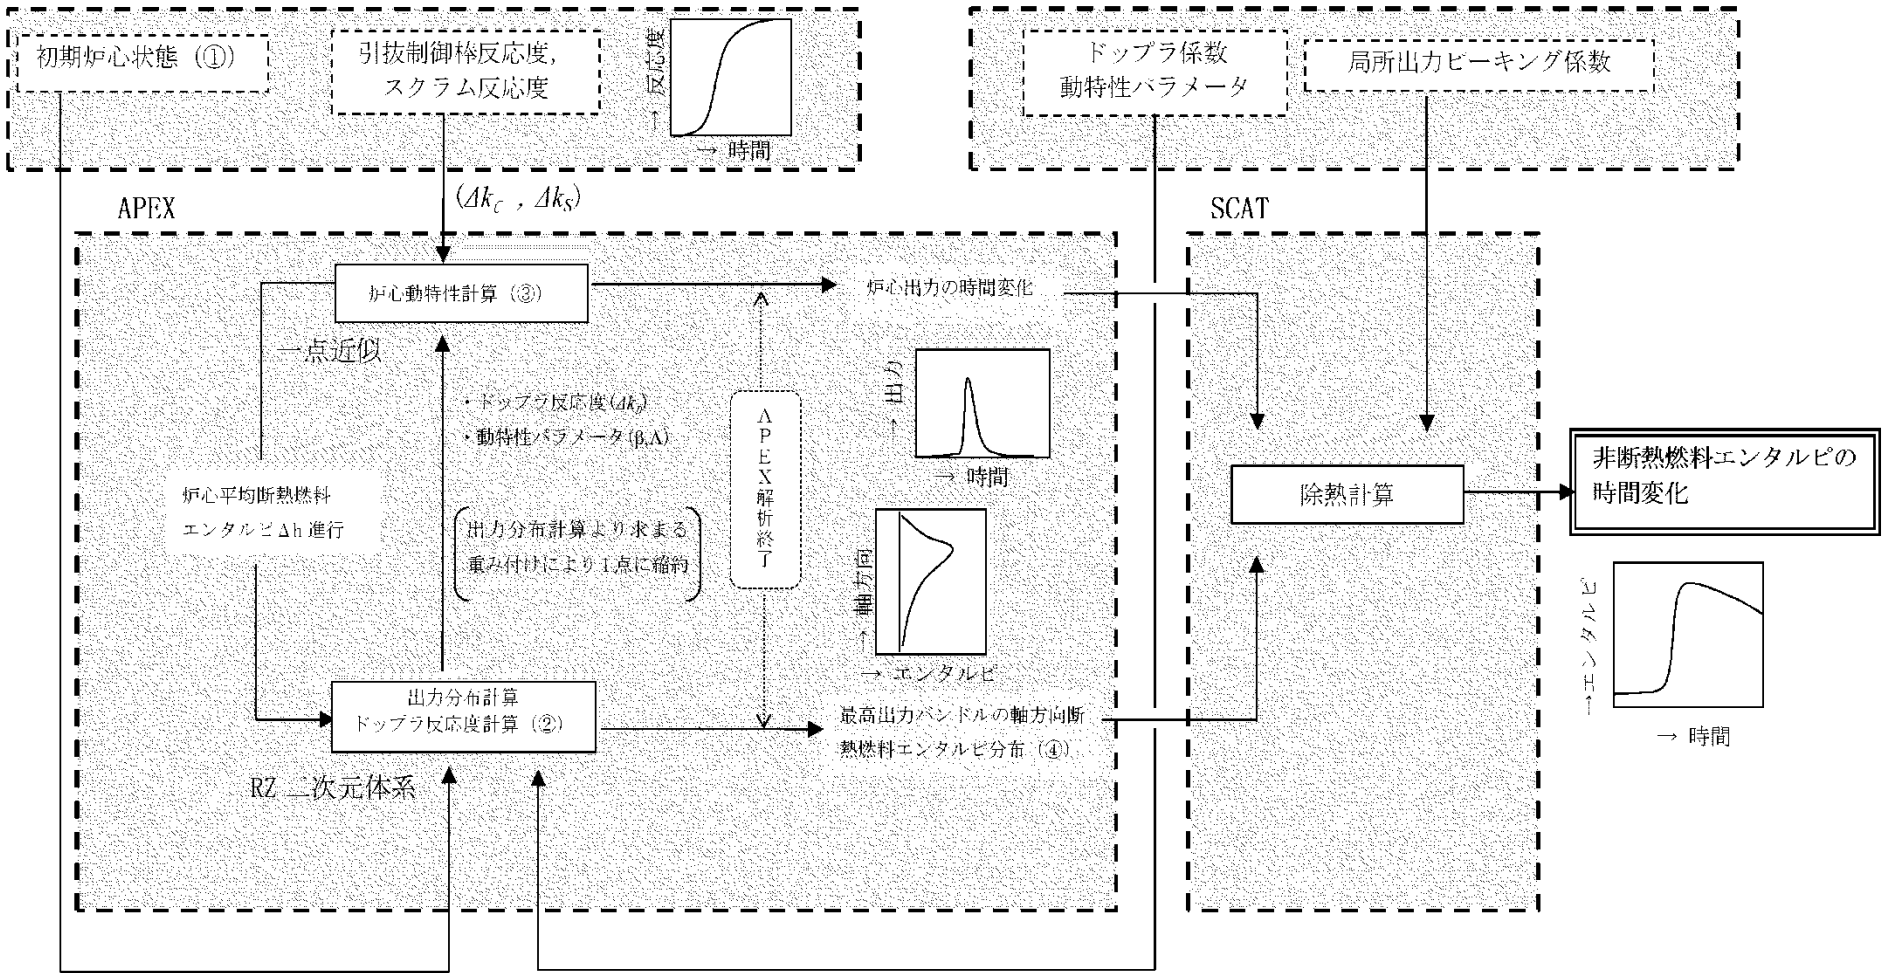 初期炉心状態 (①)
引抜制御棒反応度,
スクラム反応度
→ 反応度
→ 時間
ドップラ係数
動特性パラメータ
局所出力ピーキング係数
(Δk_C , Δk_S)
APEX
SCAT
炉心動特性計算 (③)
炉心出力の時間変化
一点近似
→ 出力
→ 時間
・ドップラ反応度(Δk_D)
・動特性パラメータ(β,Λ)
APEX解析終了
炉心平均断熱燃料
エンタルピΔh進行
出力分布計算より求まる
重み付けにより1点に縮約
→ 軸方向
→ エンタルピ
除熱計算
非断熱燃料エンタルピの
時間変化
→エンタルピ
→ 時間
出力分布計算
ドップラ反応度計算 (②)
最高出力バンドルの軸方向断
熱燃料エンタルピ分布 (④)
RZ 二次元体系